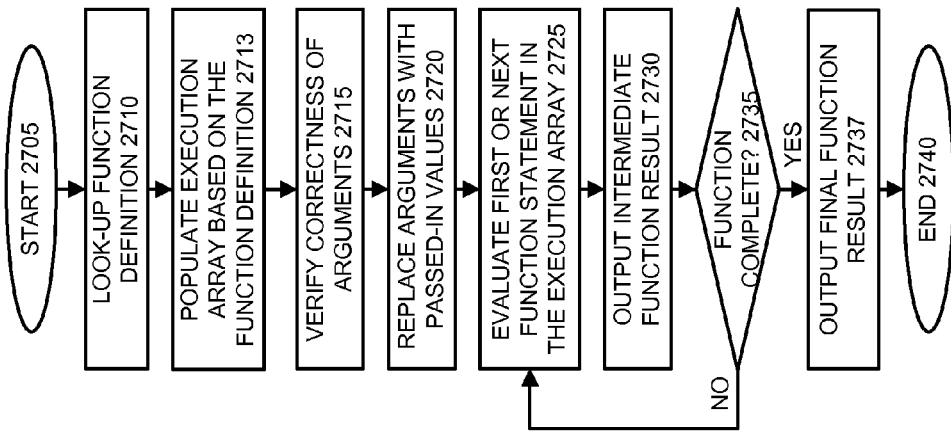 START 2705
LOOK-UP FUNCTION
DEFINITION 2710
POPULATE EXECUTION
ARRAY BASED ON THE
FUNCTION DEFINITION 2713
VERIFY CORRECTNESS OF
ARGUMENTS 2715
REPLACE ARGUMENTS WITH
PASSED-IN VALUES 2720
EVALUATE FIRST OR NEXT
FUNCTION STATEMENT IN
THE EXECUTION ARRAY 2725
OUTPUT INTERMEDIATE
FUNCTION RESULT 2730
FUNCTION
COMPLETE? 2735
NO
YES
OUTPUT FINAL FUNCTION
RESULT 2737
END 2740